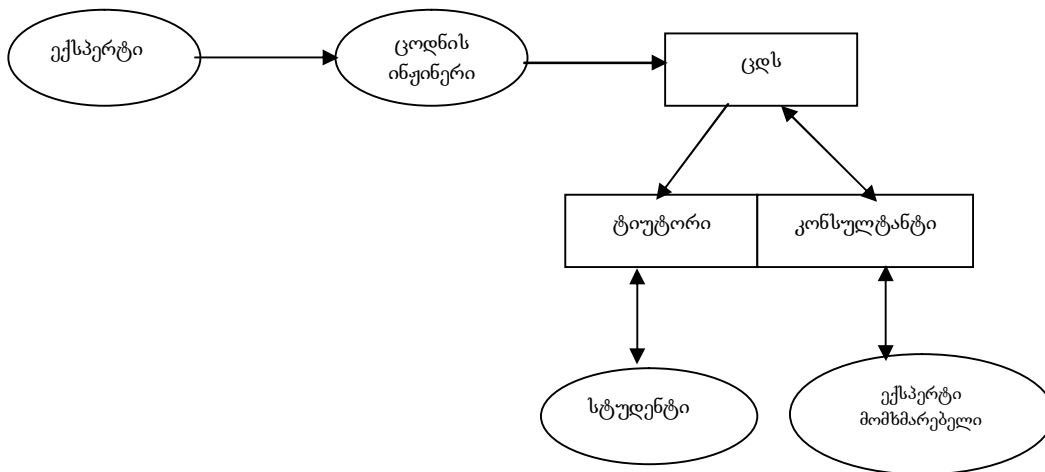 ექსპერტი
ცოდნის
ინჟინერი
ცდს
ტიუტორი
კონსულტანტი
სტუდენტი
ექსპერტი
მომხმარებელი